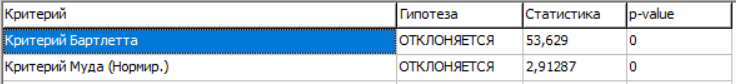 Критерий Гипотеза Статистика p-value
Критерий Бартлетта ОТКЛОНЯЕТСЯ 53,629 0
Критерий Муда (Нормир.) ОТКЛОНЯЕТСЯ 2,91287 0